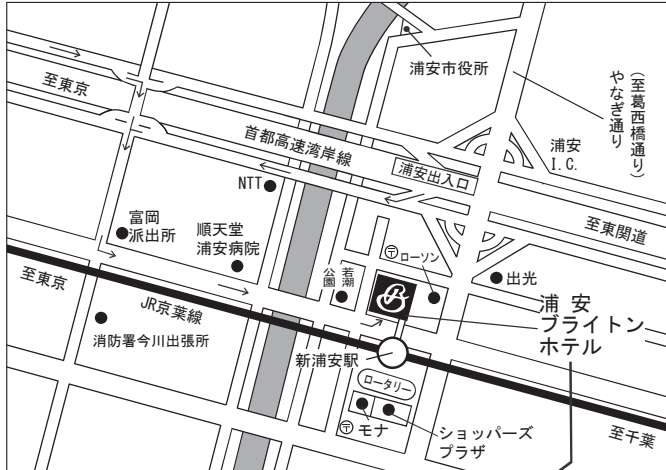 浦安市役所
至東京
(至葛西橋通り)
やなぎ通り
首都高速湾岸線
浦安出入口
浦安
I.C.
NTT
至東関道
富岡
派出所
順天堂
浦安病院
〒
ローソン
若潮
公園
B
出光
至東京
JR京葉線
浦安
ブライトン
ホテル
消防署今川出張所
新浦安駅
ロータリー
〒
モナ
ショッパーズ
プラザ
至千葉